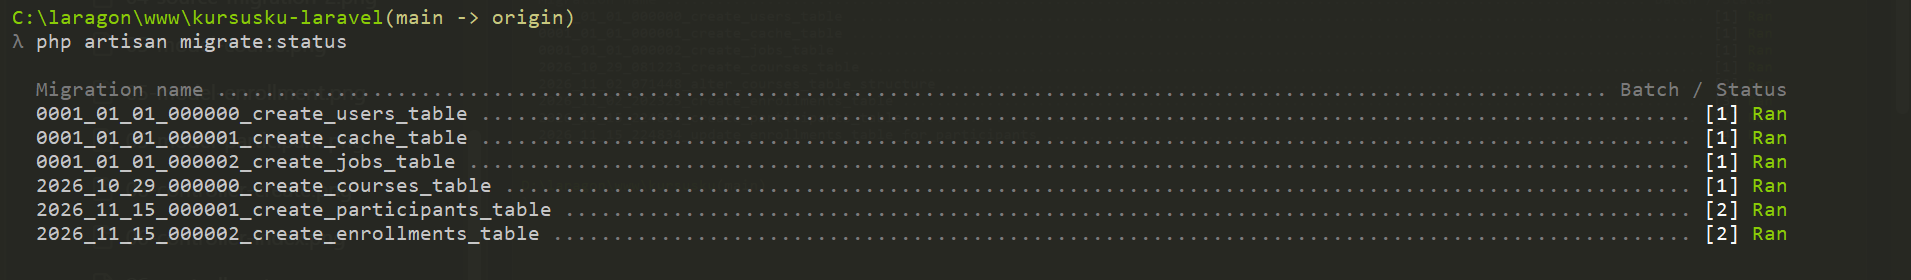 C:\laragon\www\kursusku-laravel(main -> origin)
λ php artisan migrate:status
Migration name ................................................................................................................... Batch / Status
0001_01_01_000000_create_users_table .................................................................................................... [1] Ran
0001_01_01_000001_create_cache_table .................................................................................................... [1] Ran
0001_01_01_000002_create_jobs_table ..................................................................................................... [1] Ran
2026_10_29_000000_create_courses_table .................................................................................................. [1] Ran
2026_11_15_000001_create_participants_table ............................................................................................. [2] Ran
2026_11_15_000002_create_enrollments_table .............................................................................................. [2] Ran